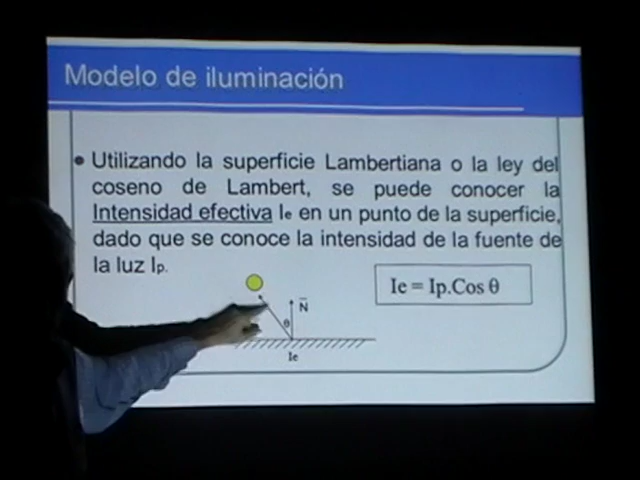 Modelo de iluminación
• Utilizando la superficie Lambertiana o la ley del
coseno de Lambert, se puede conocer la
Intensidad efectiva Ie en un punto de la superficie,
dado que se conoce la intensidad de la fuente de
la luz Ip.
Ie = Ip.Cos θ
N
θ
Ie